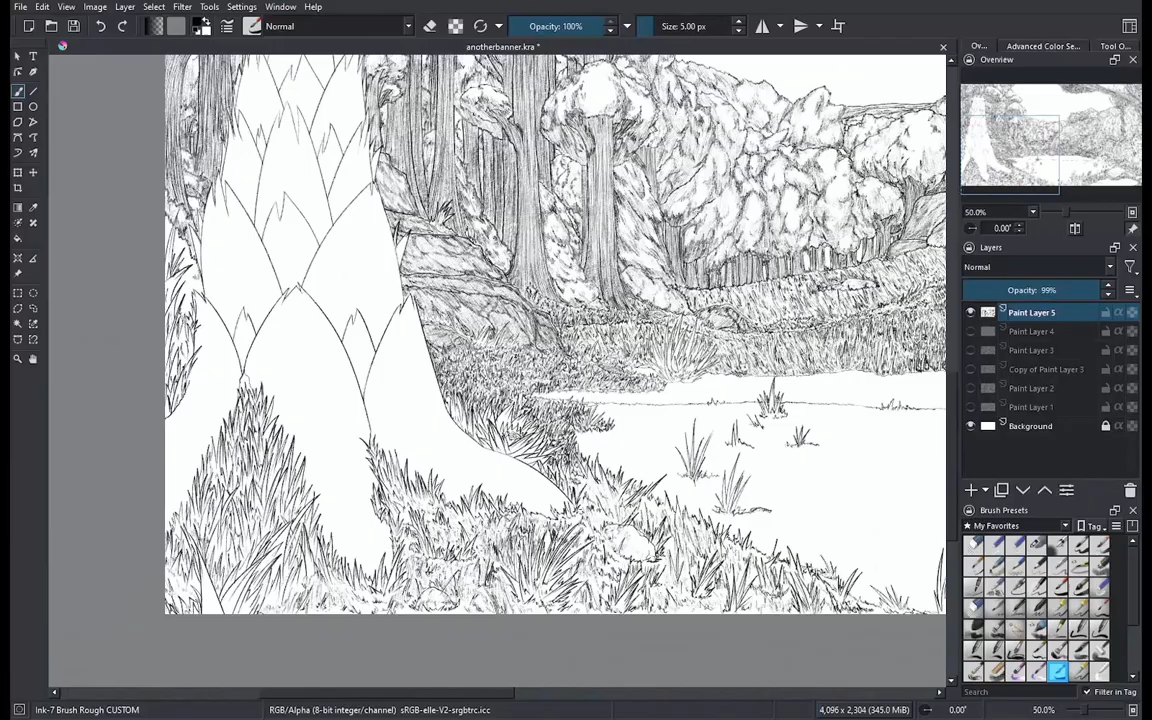 File Edit View Image Layer Select Filter Tools Settings Window Help
Normal Opacity: 100% Size: 5.00 px
anotherbanner.kra *
Ov... Advanced Color Se... Tool O...
Overview
50.0%
0.00°
Layers
Normal
Opacity: 99%
Paint Layer 5
Paint Layer 4
Paint Layer 3
Copy of Paint Layer 3
Paint Layer 2
Paint Layer 1
Background
Brush Presets
My Favorites Tag
Search Filter in Tag
Ink-7 Brush Rough CUSTOM RGB/Alpha (8-bit integer/channel) sRGB-elle-V2-srgbtrc.icc 4,096 x 2,304 (345.0 MiB) 0.00° 50.0%